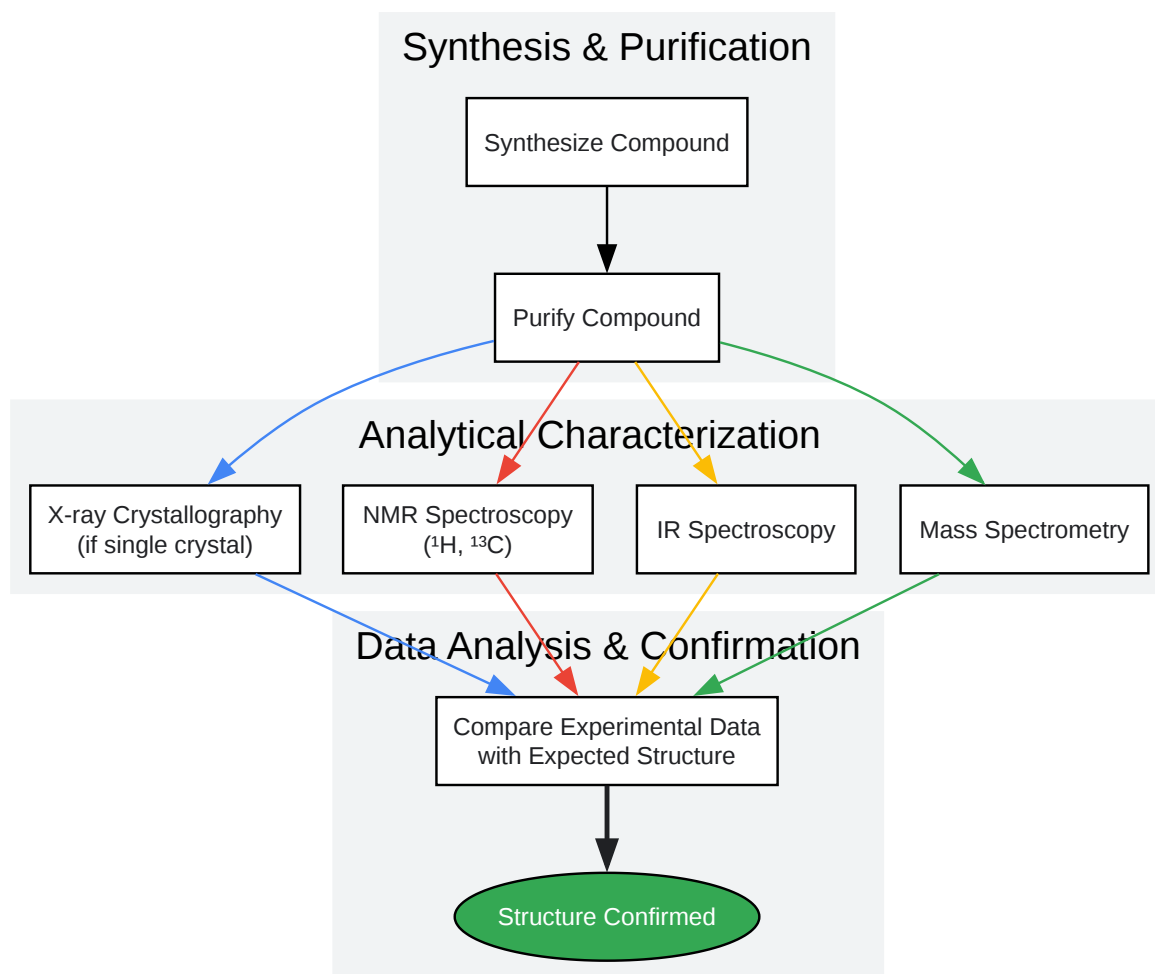 Synthesis & Purification
Synthesize Compound
Purify Compound
Analytical Characterization
X-ray Crystallography
(if single crystal)
NMR Spectroscopy
(¹H, ¹³C)
IR Spectroscopy
Mass Spectrometry
Data Analysis & Confirmation
Compare Experimental Data
with Expected Structure
Structure Confirmed